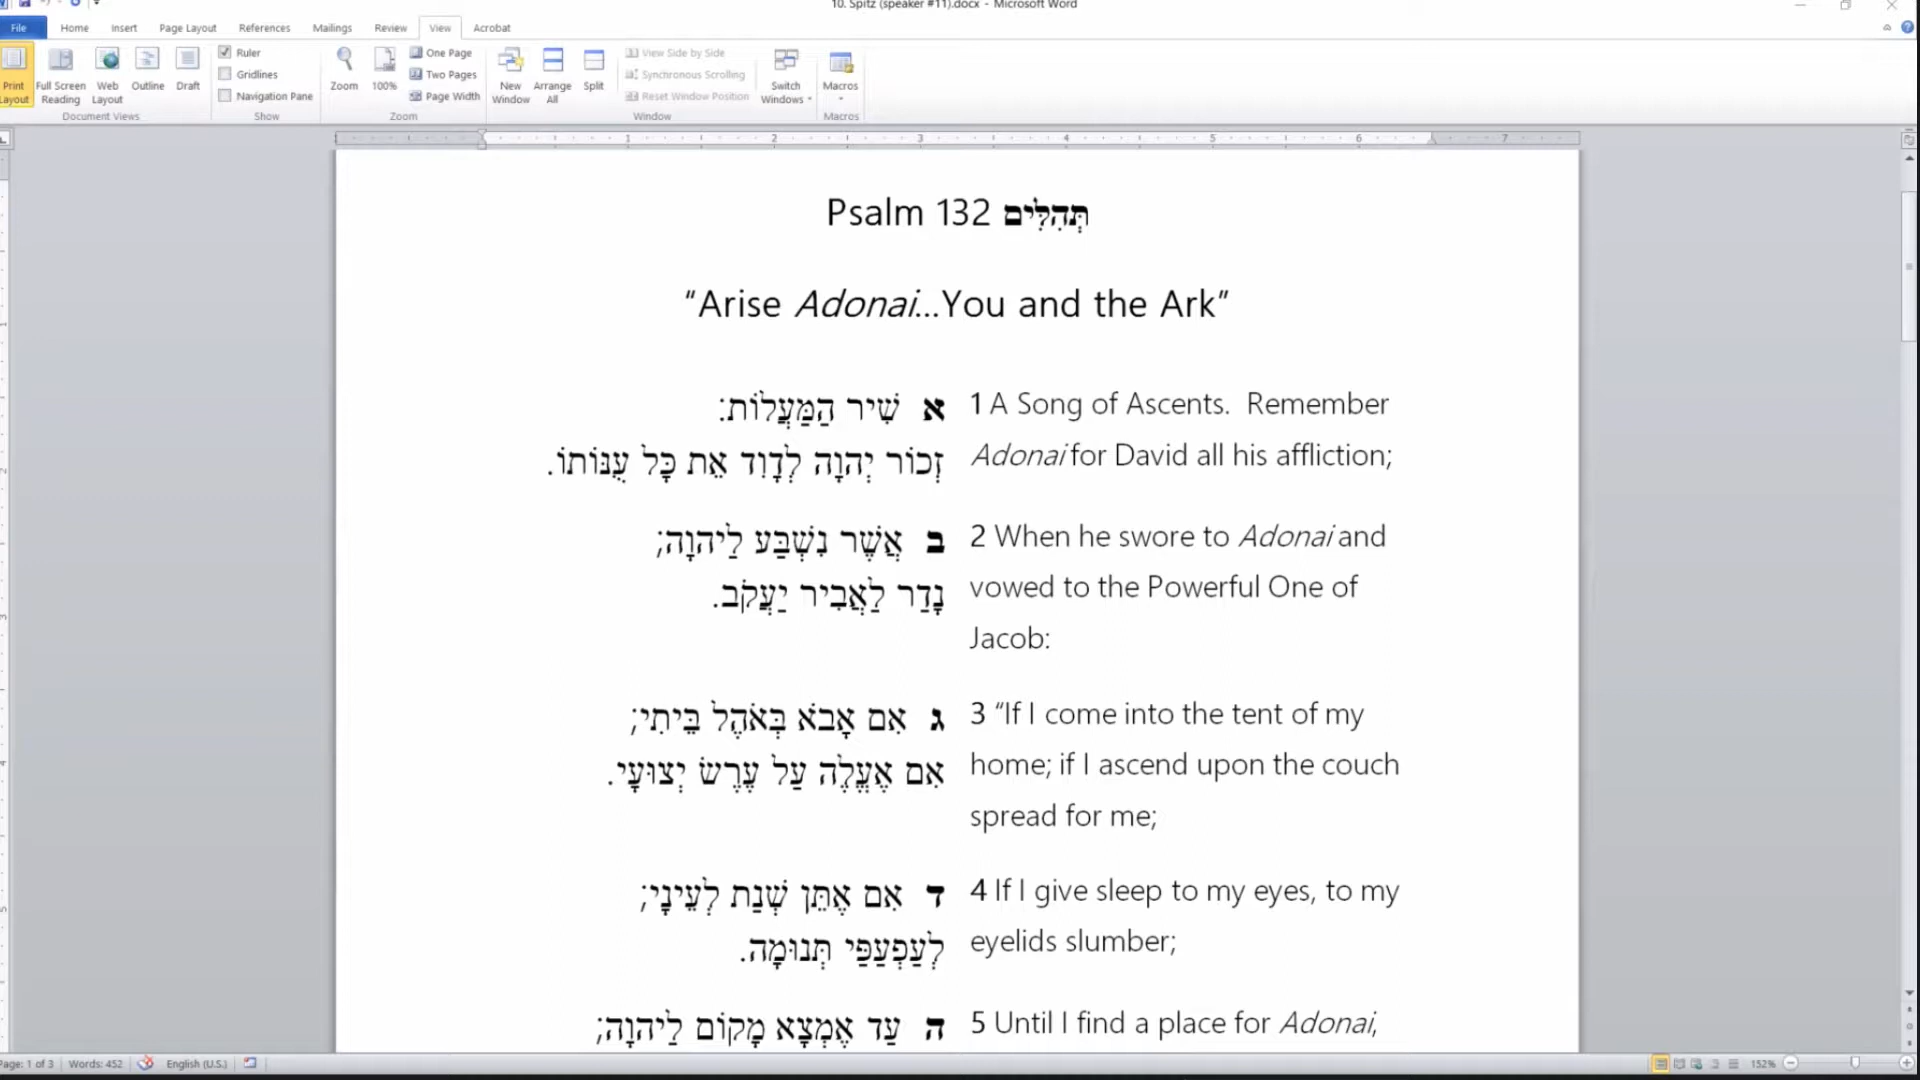 10. Spitz (speaker #11).docx - Microsoft Word
File Home Insert Page Layout References Mailings Review View Acrobat
Print Layout
Full Screen Reading
Web Layout
Outline
Draft
Document Views
Ruler
Gridlines
Navigation Pane
Show
Zoom
100%
One Page
Two Pages
Page Width
Zoom
New Window
Arrange All
Split
View Side by Side
Synchronous Scrolling
Reset Window Position
Window
Switch Windows
Macros
Macros
1 2 3 4 5 6 7
Psalm 132 תְּהִלִּים
“Arise Adonai…You and the Ark”
א שִׁיר הַמַּעֲלוֹת:
זְכוֹר יְהוָה לְדָוִד אֵת כָּל עֻנּוֹתוֹ.
1 A Song of Ascents. Remember
Adonai for David all his affliction;
ב אֲשֶׁר נִשְׁבַּע לַיהוָה;
נָדַר לַאֲבִיר יַעֲקֹב.
2 When he swore to Adonai and
vowed to the Powerful One of
Jacob:
ג אִם אָבֹא בְּאֹהֶל בֵּיתִי;
אִם אֶעֱלֶה עַל עֶרֶשׂ יְצוּעָי.
3 “If I come into the tent of my
home; if I ascend upon the couch
spread for me;
ד אִם אֶתֵּן שְׁנַת לְעֵינָי;
לְעַפְעַפַּי תְּנוּמָה.
4 If I give sleep to my eyes, to my
eyelids slumber;
ה עַד אֶמְצָא מָקוֹם לַיהוָה;
5 Until I find a place for Adonai,
Page: 1 of 3 Words: 452 English (U.S.) 152%